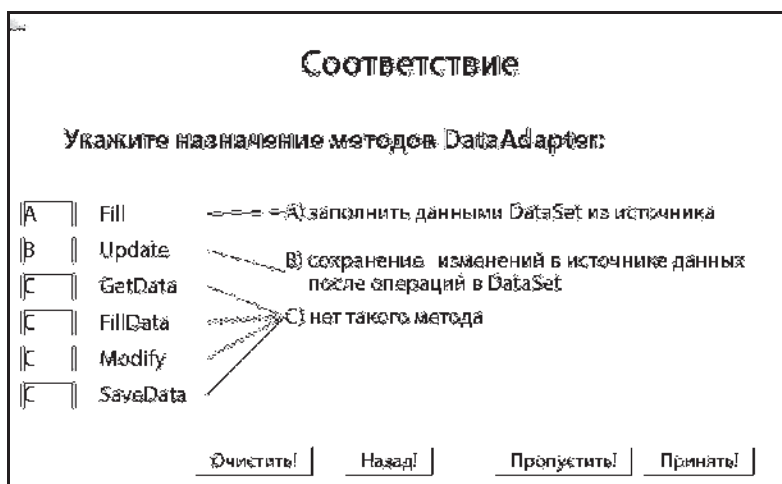 Соответствие
Укажите назначение методов DataAdapter:
A Fill A) заполнить данными DataSet из источника
B Update B) сохранение изменений в источнике данных
после операций в DataSet
C GetData
C FillData C) нет такого метода
C Modify
C SaveData
Очистить! Назад! Пропустить! Принять!